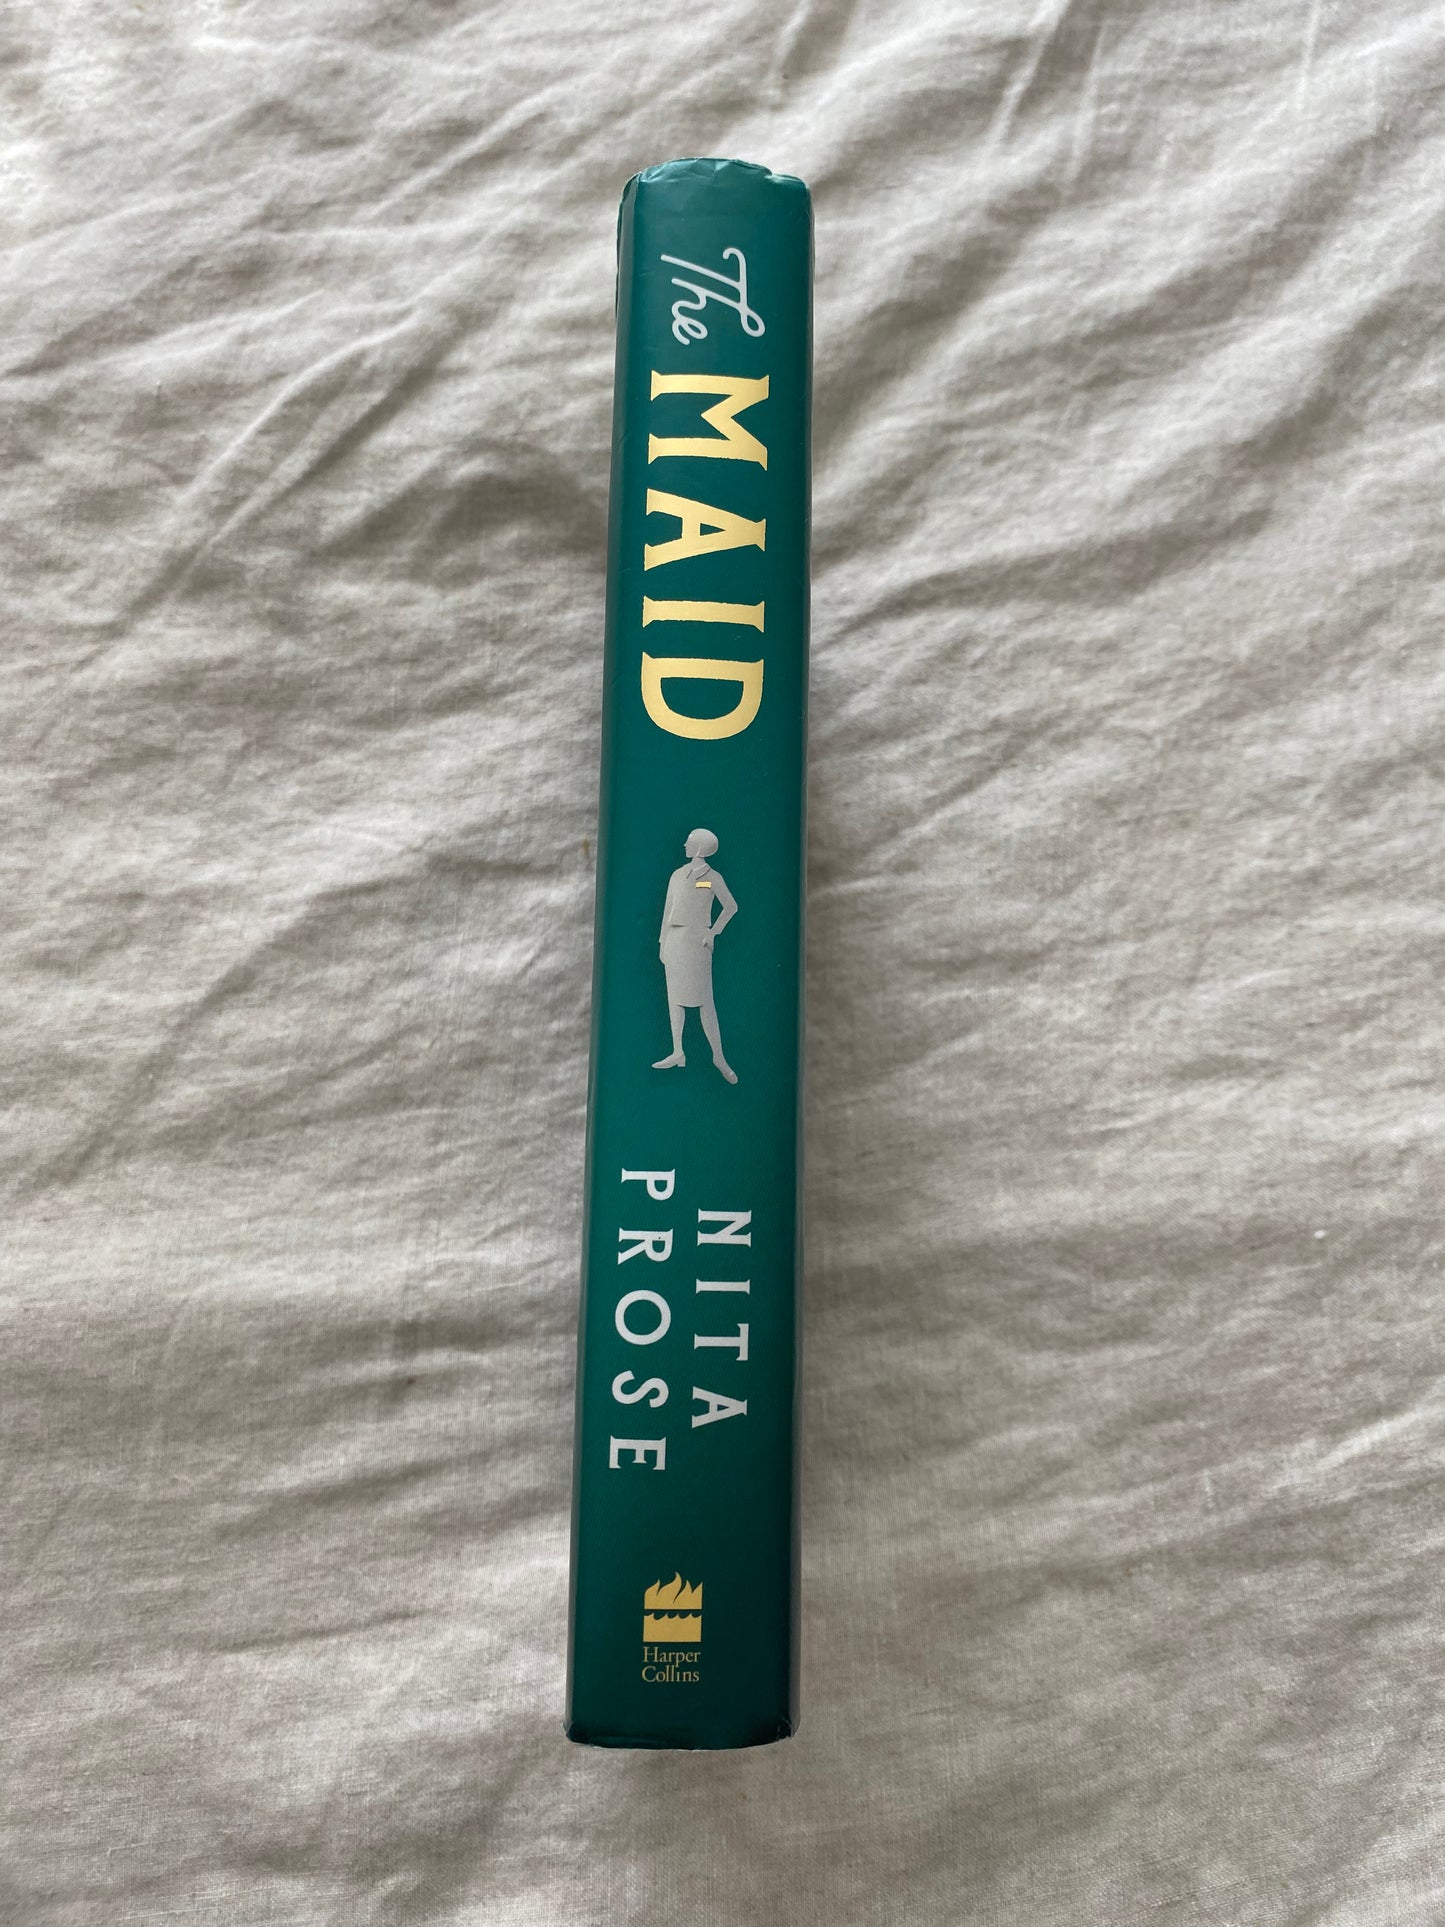 The MAID
NITA
PROSE
Harper
Collins